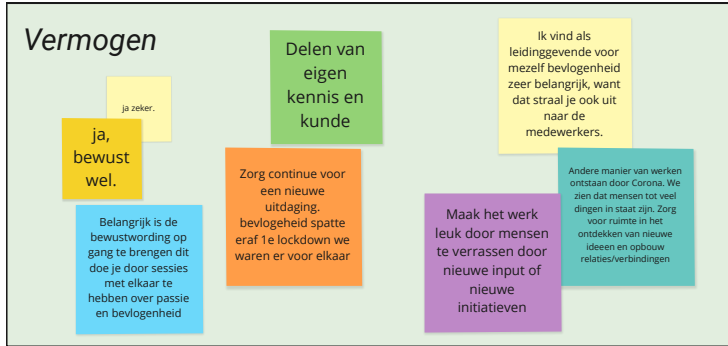 Vermogen
ja zeker.
ja,
bewust
wel.
Belangrijk is de
bewustwording op
gang te brengen dit
doe je door sessies
met elkaar te
hebben over passie
en bevlogenheid
Delen van
eigen
kennis en
kunde
Zorg continue voor
een nieuwe
uitdaging.
bevlogeheid spatte
eraf 1e lockdown we
waren er voor elkaar
Ik vind als
leidinggevende voor
mezelf bevlogenheid
zeer belangrijk, want
dat straal je ook uit
naar de
medewerkers.
Maak het werk
leuk door mensen
te verrassen door
nieuwe input of
nieuwe
initiatieven
Andere manier van werken
ontstaan door Corona. We
zien dat mensen tot veel
dingen in staat zijn. Zorg
voor ruimte in het
ontdekken van nieuwe
ideeen en opbouw
relaties/verbindingen